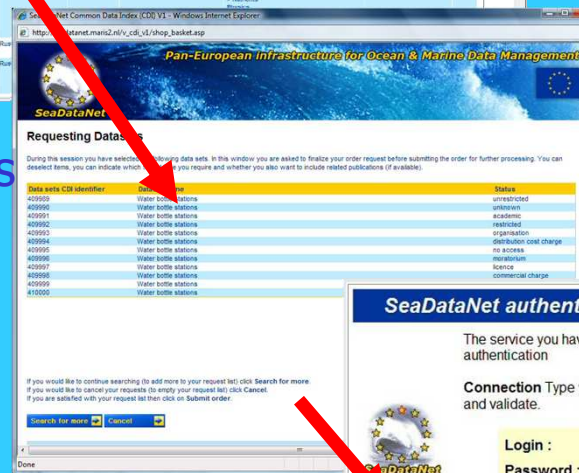 SeaDataNet Common Data Index (CDI) V1 - Windows Internet Explorer
datanet.maris2.nl/v_cdi_v1/shop_basket.asp
Pan-European infrastructure for Ocean & Marine Data Management
SeaDataNet
Requesting
During this session you have selected following data sets. In this window you are asked to finalize your order request before submitting the order for further processing. You can
deselect items, you can indicate which you require and whether you also want to include related publications (if available).
Data sets CDI identifier Status
409989 Water bottle stations unrestricted
409990 Water bottle stations unknown
409991 Water bottle stations academic
409992 Water bottle stations restricted
409993 Water bottle stations organisation
409994 Water bottle stations distribution cost charge
409995 Water bottle stations no access
409996 Water bottle stations moratorium
409997 Water bottle stations licence
409998 Water bottle stations commercial charge
409999 Water bottle stations
410000 Water bottle stations
If you would like to continue searching (to add more to your request list) click Search for more.
If you would like to cancel your requests (to empty your request list) click Cancel.
If you are satisfied with your request list then click on Submit order.
Search for more Cancel
Done
SeaDataNet authent
The service you hav
authentication
Connection Type
and validate.
Login :
Password :
SeaDataNet